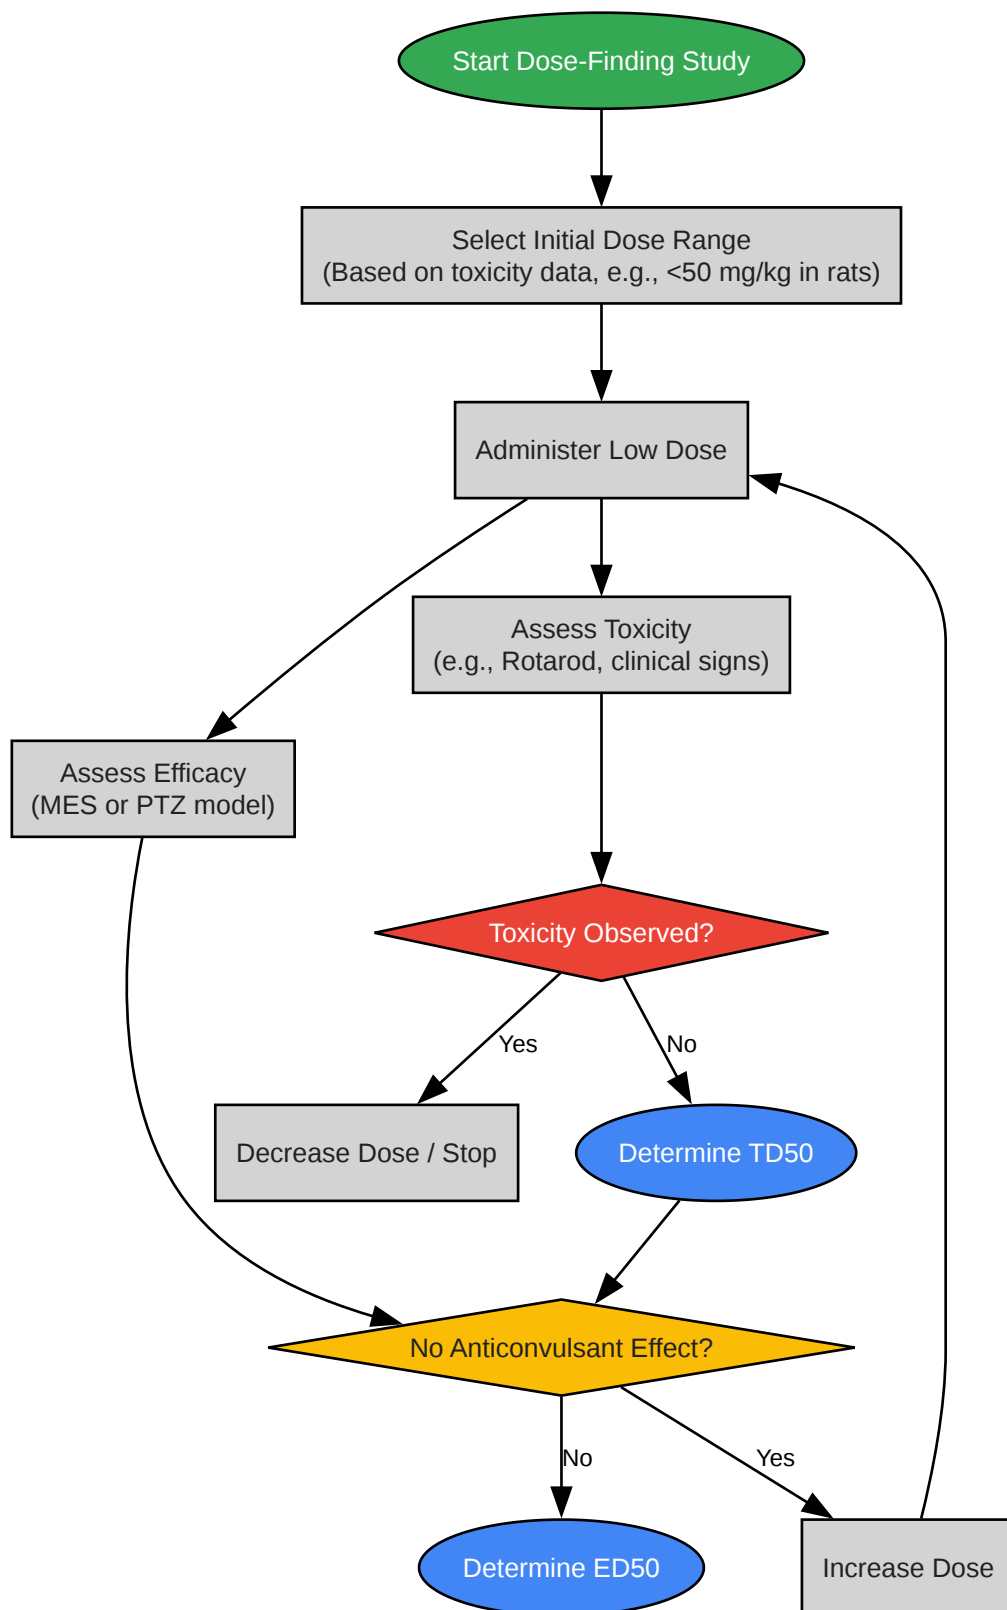 Start Dose-Finding Study
Select Initial Dose Range
(Based on toxicity data, e.g., <50 mg/kg in rats)
Administer Low Dose
Assess Toxicity
(e.g., Rotarod, clinical signs)
Assess Efficacy
(MES or PTZ model)
Toxicity Observed?
Yes
No
Decrease Dose / Stop
Determine TD50
No Anticonvulsant Effect?
No
Yes
Determine ED50
Increase Dose